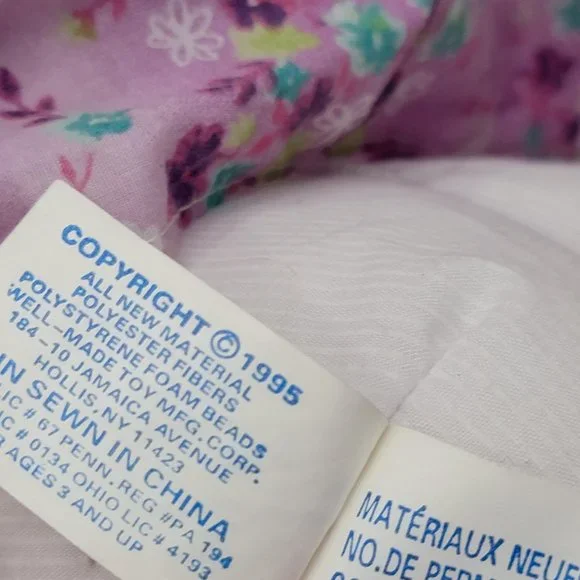 COPYRIGHT © 1995
ALL NEW MATERIAL
POLYESTER FIBERS
POLYSTYRENE FOAM BEADS
WELL-MADE TOY MFG. CORP.
184-10 JAMAICA AVENUE
HOLLIS, NY 11423
SEWN IN CHINA
LIC # 67 PENN. REG #PA 194
# 0134 OHIO LIC # 4193
AGES 3 AND UP
MATÉRIAUX
NO. DE